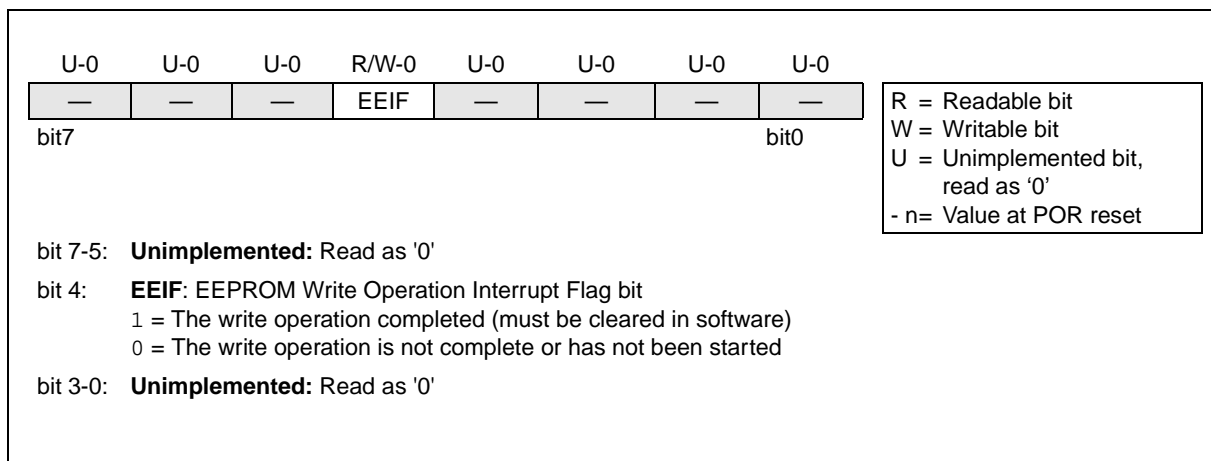 U-0 U-0 U-0 R/W-0 U-0 U-0 U-0 U-0
— — — EEIF — — — —
bit7 bit0
R = Readable bit
W = Writable bit
U = Unimplemented bit,
read as ‘0’
- n= Value at POR reset
bit 7-5: Unimplemented: Read as '0'
bit 4: EEIF: EEPROM Write Operation Interrupt Flag bit
1 = The write operation completed (must be cleared in software)
0 = The write operation is not complete or has not been started
bit 3-0: Unimplemented: Read as '0'